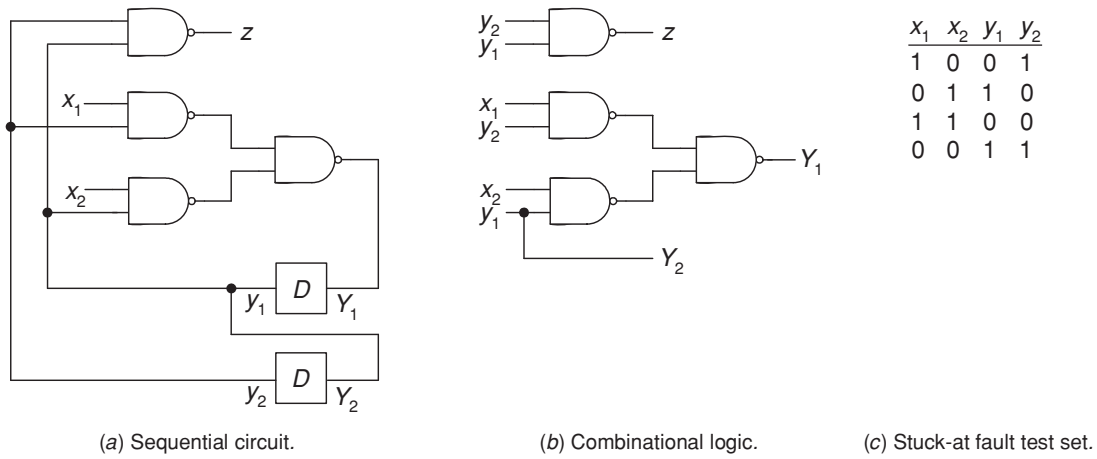 z
x₁
x₂
y₁ D Y₁
y₂ D Y₂
(a) Sequential circuit.
y₂
y₁
z
x₁
y₂
Y₁
x₂
y₁
Y₂
(b) Combinational logic.
x₁ x₂ y₁ y₂
1 0 0 1
0 1 1 0
1 1 0 0
0 0 1 1
(c) Stuck-at fault test set.